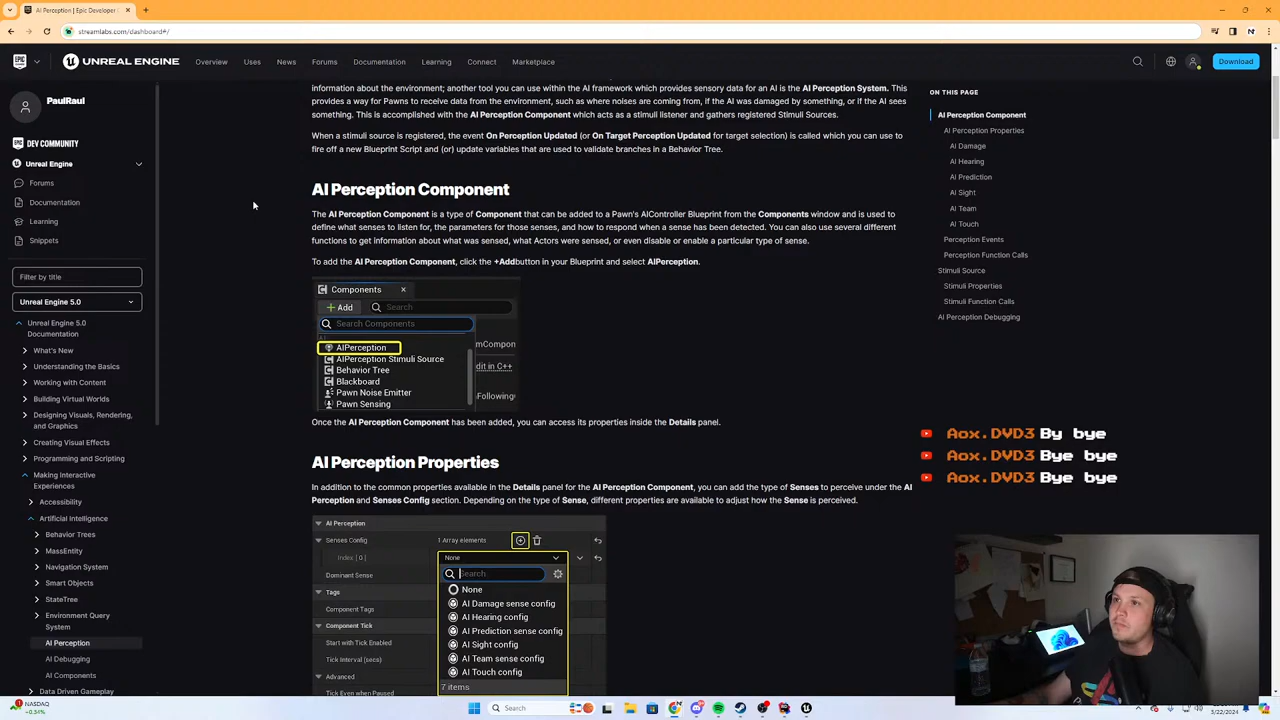 AI Perception | Epic Developer C
streamlabs.com/dashboard#/
EPIC
UNREAL ENGINE
Overview
Uses
News
Forums
Documentation
Learning
Connect
Marketplace
Download
PaulRaul
DEV COMMUNITY
Unreal Engine
Forums
Documentation
Learning
Snippets
Filter by title
Unreal Engine 5.0
Unreal Engine 5.0
Documentation
What's New
Understanding the Basics
Working with Content
Building Virtual Worlds
Designing Visuals, Rendering,
and Graphics
Creating Visual Effects
Programming and Scripting
Making Interactive
Experiences
Accessibility
Artificial Intelligence
Behavior Trees
MassEntity
Navigation System
Smart Objects
StateTree
Environment Query
System
AI Perception
AI Debugging
AI Components
Data Driven Gameplay
information about the environment; another tool you can use within the AI framework which provides sensory data for an AI is the AI Perception System. This
provides a way for Pawns to receive data from the environment, such as where noises are coming from, if the AI was damaged by something, or if the AI sees
something. This is accomplished with the AI Perception Component which acts as a stimuli listener and gathers registered Stimuli Sources.
When a stimuli source is registered, the event On Perception Updated (or On Target Perception Updated for target selection) is called which you can use to
fire off a new Blueprint Script and (or) update variables that are used to validate branches in a Behavior Tree.
AI Perception Component
The AI Perception Component is a type of Component that can be added to a Pawn's AIController Blueprint from the Components window and is used to
define what senses to listen for, the parameters for those senses, and how to respond when a sense has been detected. You can also use several different
functions to get information about what was sensed, what Actors were sensed, or even disable or enable a particular type of sense.
To add the AI Perception Component, click the +Addbutton in your Blueprint and select AIPerception.
Components
+ Add
Search
Search Components
AIPerception
AIPerception Stimuli Source
Behavior Tree
Blackboard
Pawn Noise Emitter
Pawn Sensing
mCompon
dit in C++
Following
Once the AI Perception Component has been added, you can access its properties inside the Details panel.
AI Perception Properties
In addition to the common properties available in the Details panel for the AI Perception Component, you can add the type of Senses to perceive under the AI
Perception and Senses Config section. Depending on the type of Sense, different properties are available to adjust how the Sense is perceived.
AI Perception
Senses Config
1 Array elements
Index [ 0 ]
None
Dominant Sense
Search
Tags
None
Component Tags
AI Damage sense config
AI Hearing config
Component Tick
AI Prediction sense config
Start with Tick Enabled
AI Sight config
Tick Interval (secs)
AI Team sense config
Advanced
AI Touch config
Tick Even when Paused
7 items
ON THIS PAGE
AI Perception Component
AI Perception Properties
AI Damage
AI Hearing
AI Prediction
AI Sight
AI Team
AI Touch
Perception Events
Perception Function Calls
Stimuli Source
Stimuli Properties
Stimuli Function Calls
AI Perception Debugging
Aox.DVD3 By bye
Aox.DVD3 Bye bye
Aox.DVD3 Bye bye
NASDAQ
+0.34%
Search
5/22/2024